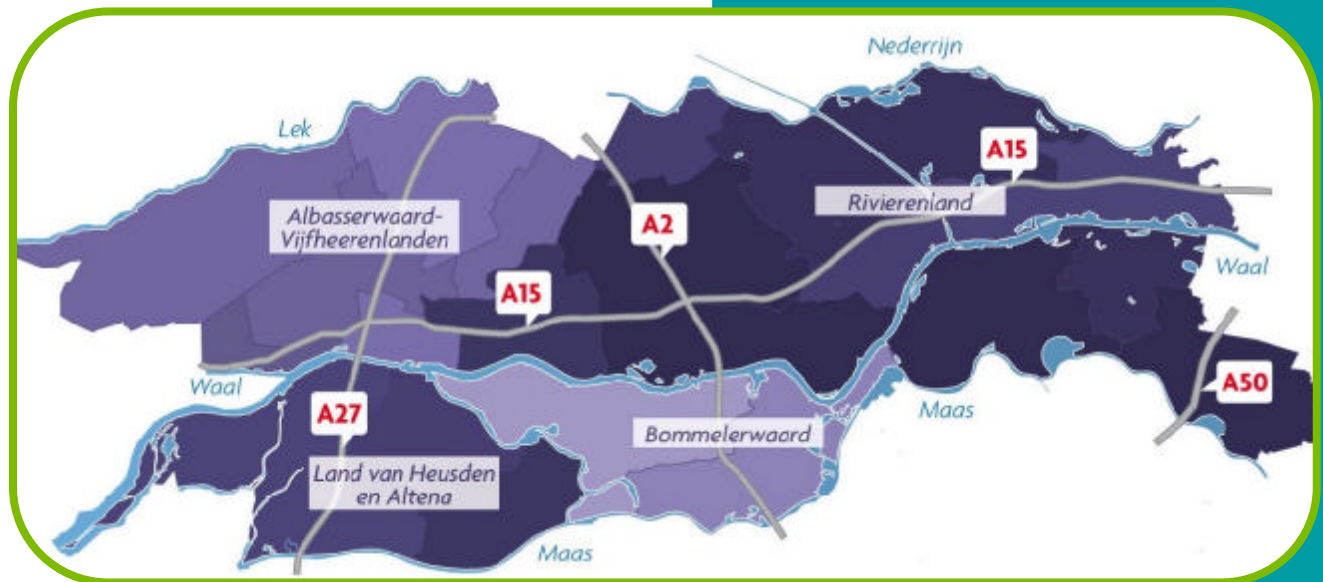 Nederrijn
Lek
A15
Albasserwaard-
Vijfheerenlanden
Rivierenland
A2
Waal
A15
Waal
A50
A27
Maas
Bommelerwaard
Land van Heusden
en Altena
Maas